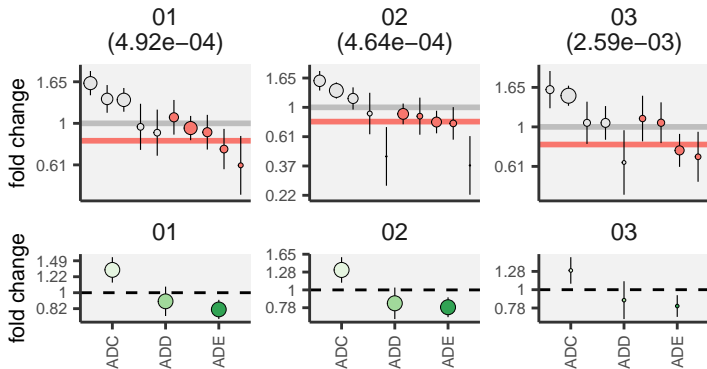 01
(4.92e−04)
02
(4.64e−04)
03
(2.59e−03)
fold change
1.65
1
0.61
1.65
1
0.61
0.37
0.22
1.65
1
0.61
01
02
03
fold change
1.49
1.22
1
0.82
1.65
1.28
1
0.78
1.28
1
0.78
ADC
ADD
ADE
ADC
ADD
ADE
ADC
ADD
ADE